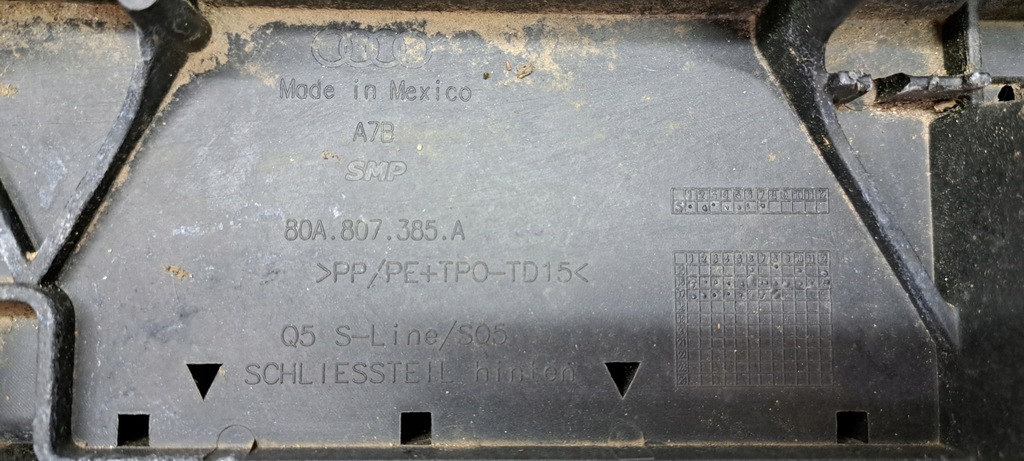 Made in Mexico
A7B
SMP
80A.807.385.A
>PP/PE+TPO-TD15<
Q5 S-Line/SQ5
SCHLIESSTEIL hinten